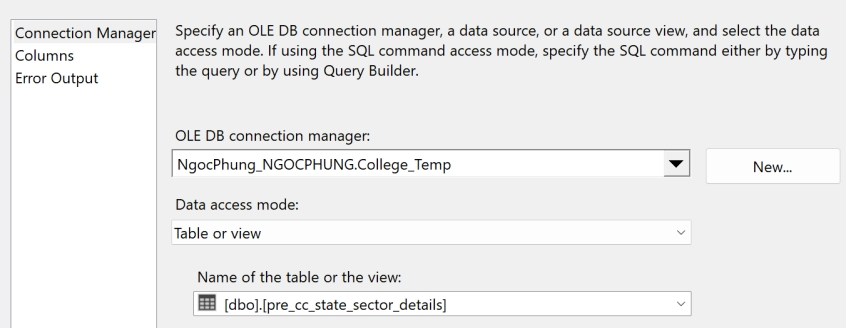 Connection Manager
Columns
Error Output
Specify an OLE DB connection manager, a data source, or a data source view, and select the data
access mode. If using the SQL command access mode, specify the SQL command either by typing
the query or by using Query Builder.
OLE DB connection manager:
NgocPhung_NGOCPHUNG.College_Temp
New...
Data access mode:
Table or view
Name of the table or the view:
[dbo].[pre_cc_state_sector_details]